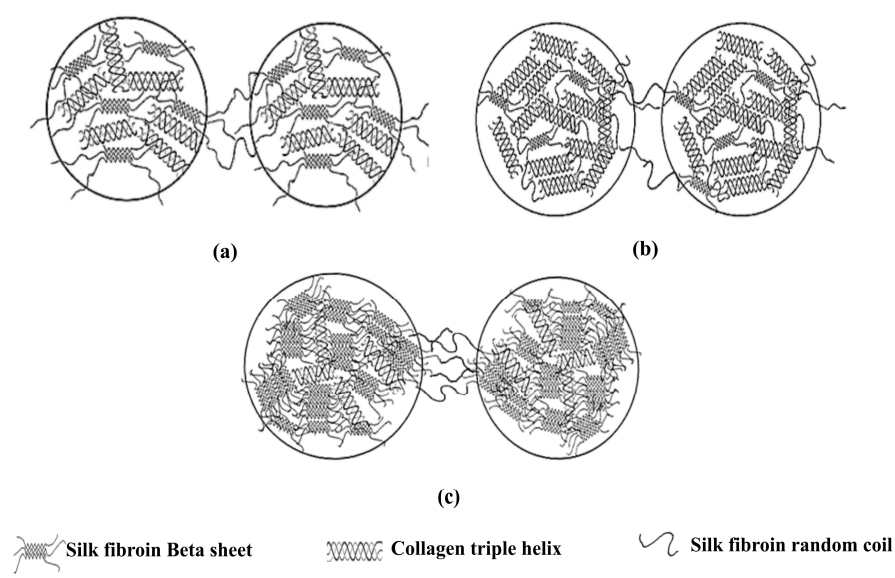 (a)
(b)
(c)
Silk fibroin Beta sheet
Collagen triple helix
Silk fibroin random coil